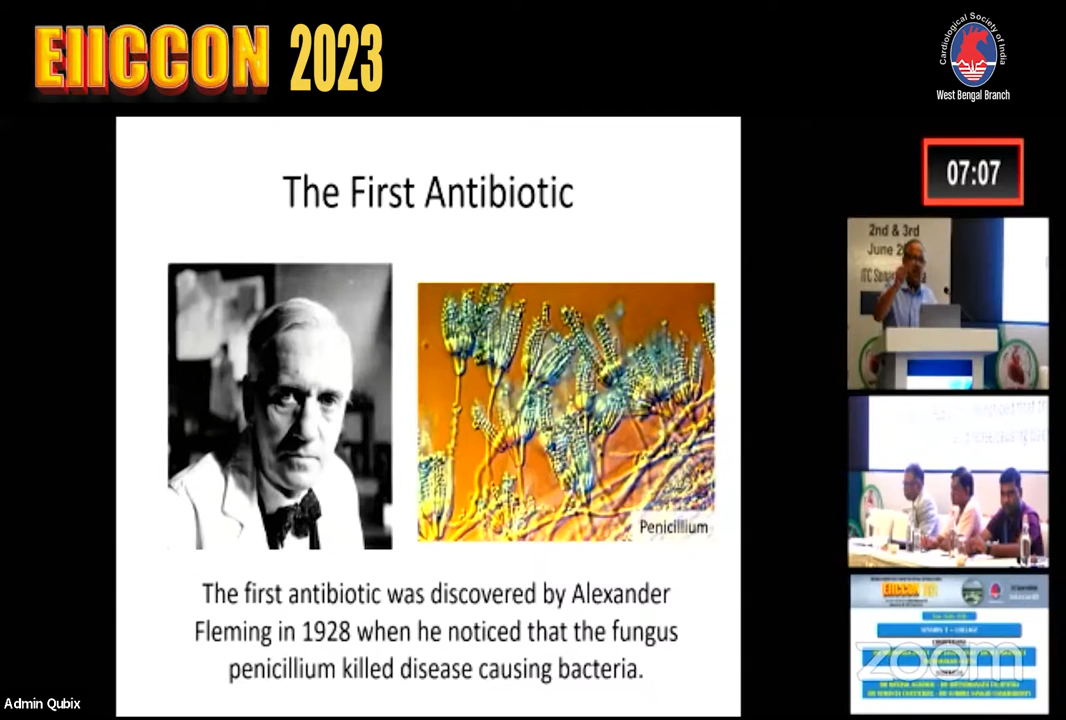 EIICCON 2023
Cardiological Society of India
West Bengal Branch
The First Antibiotic
07:07
2nd & 3rd
June
ITC
Penicillium
The first antibiotic was discovered by Alexander
Fleming in 1928 when he noticed that the fungus
penicillium killed disease causing bacteria.
EIICCON
zoom
Admin Qubix